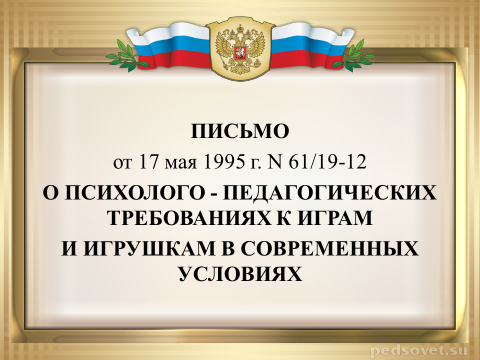 ПИСЬМО
от 17 мая 1995 г. N 61/19-12
О ПСИХОЛОГО - ПЕДАГОГИЧЕСКИХ
ТРЕБОВАНИЯХ К ИГРАМ
И ИГРУШКАМ В СОВРЕМЕННЫХ
УСЛОВИЯХ
pedsovet.su